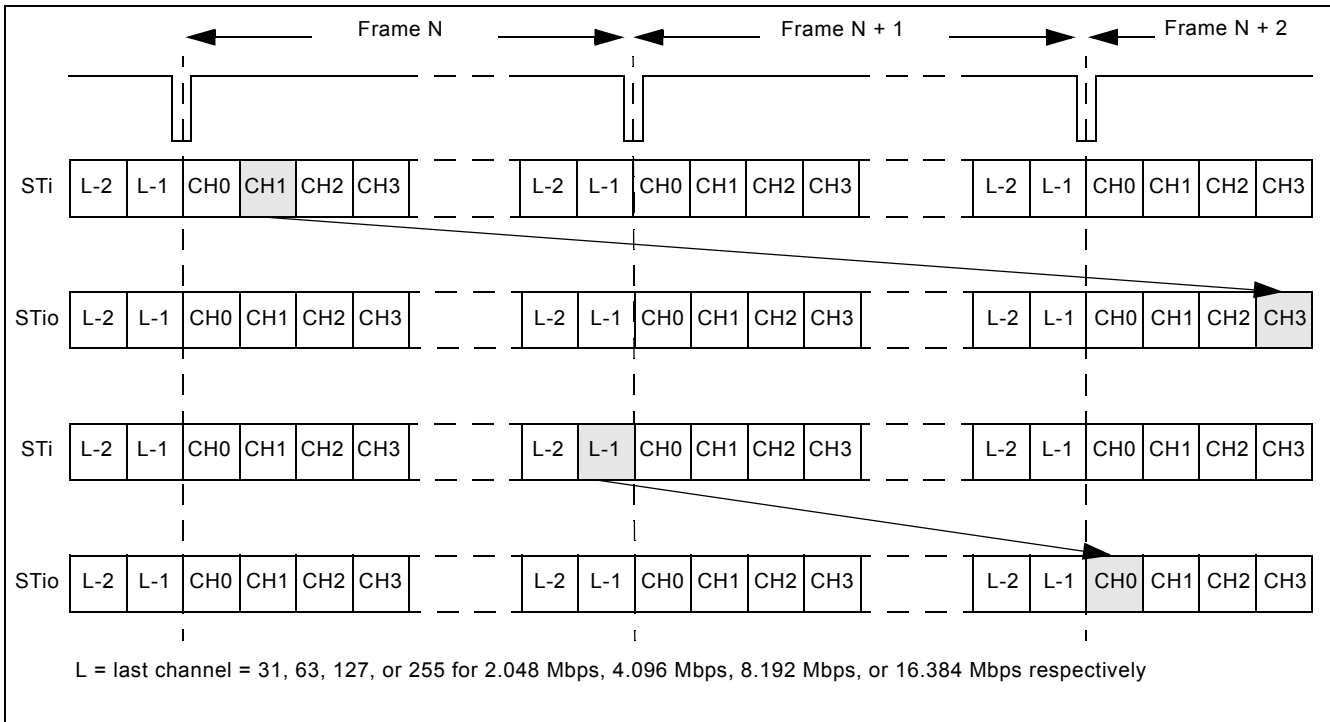 Frame N Frame N + 1 Frame N + 2
STi L-2 L-1 CH0 CH1 CH2 CH3 L-2 L-1 CH0 CH1 CH2 CH3 L-2 L-1 CH0 CH1 CH2 CH3
STio L-2 L-1 CH0 CH1 CH2 CH3 L-2 L-1 CH0 CH1 CH2 CH3 L-2 L-1 CH0 CH1 CH2 CH3
STi L-2 L-1 CH0 CH1 CH2 CH3 L-2 L-1 CH0 CH1 CH2 CH3 L-2 L-1 CH0 CH1 CH2 CH3
STio L-2 L-1 CH0 CH1 CH2 CH3 L-2 L-1 CH0 CH1 CH2 CH3 L-2 L-1 CH0 CH1 CH2 CH3
L = last channel = 31, 63, 127, or 255 for 2.048 Mbps, 4.096 Mbps, 8.192 Mbps, or 16.384 Mbps respectively